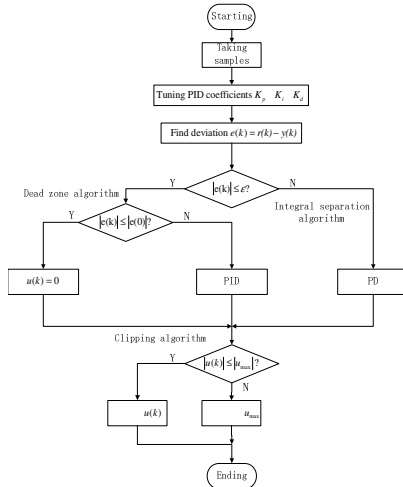 Starting
Taking
samples
Tuning PID coefficients K_p K_i K_d
Find deviation e(k) = r(k) − y(k)
Y
|e(k)| ≤ ε?
N
Dead zone algorithm
Integral separation
algorithm
Y
|e(k)| ≤ |e(0)|?
N
u(k) = 0
PID
PD
Clipping algorithm
Y
|u(k)| ≤ |u_max|?
N
u(k)
u_max
Ending